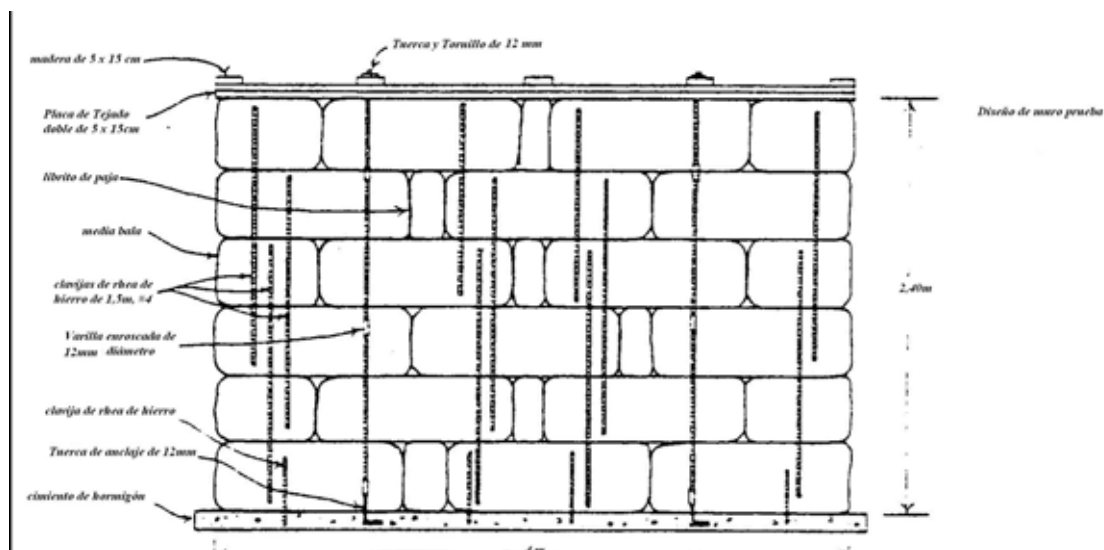 Tuerca y Tornillo de 12 mm
madera de 5 x 15 cm
Placa de Tejado
doble de 5 x 15cm
Diseño de muro prueba
librito de paja
media bala
clavijas de rhea de
hierro de 1,5m, #4
2,40m
Varilla enroscada de
12mm diámetro
clavija de rhea de hierro
Tuerca de anclaje de 12mm
cimiento de hormigón